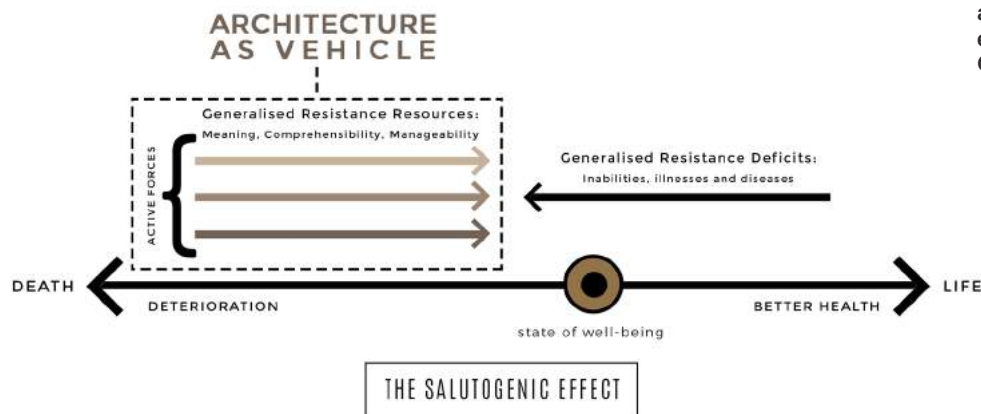 ARCHITECTURE
AS VEHICLE
Generalised Resistance Resources:
Meaning, Comprehensibility, Manageability
ACTIVE FORCES
Generalised Resistance Deficits:
Inabilities, illnesses and diseases
DEATH
LIFE
DETERIORATION
BETTER HEALTH
state of well-being
THE SALUTOGENIC EFFECT